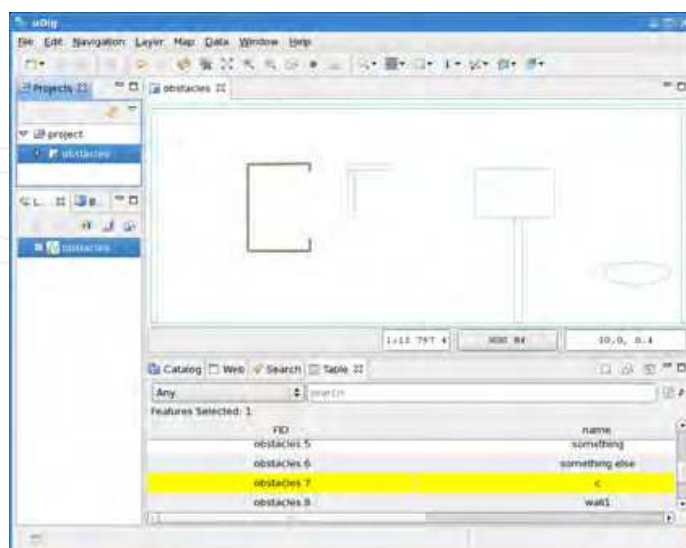 uDig
File Edit Navigation Layer Map Data Window Help
Projects
obstacles
project
obstacles
L...
B...
obstacles
Catalog Web Search Table
Any
search
Features Selected: 1
FID name
obstacles.5 something
obstacles.6 something else
obstacles.7 c
obstacles.8 wall1